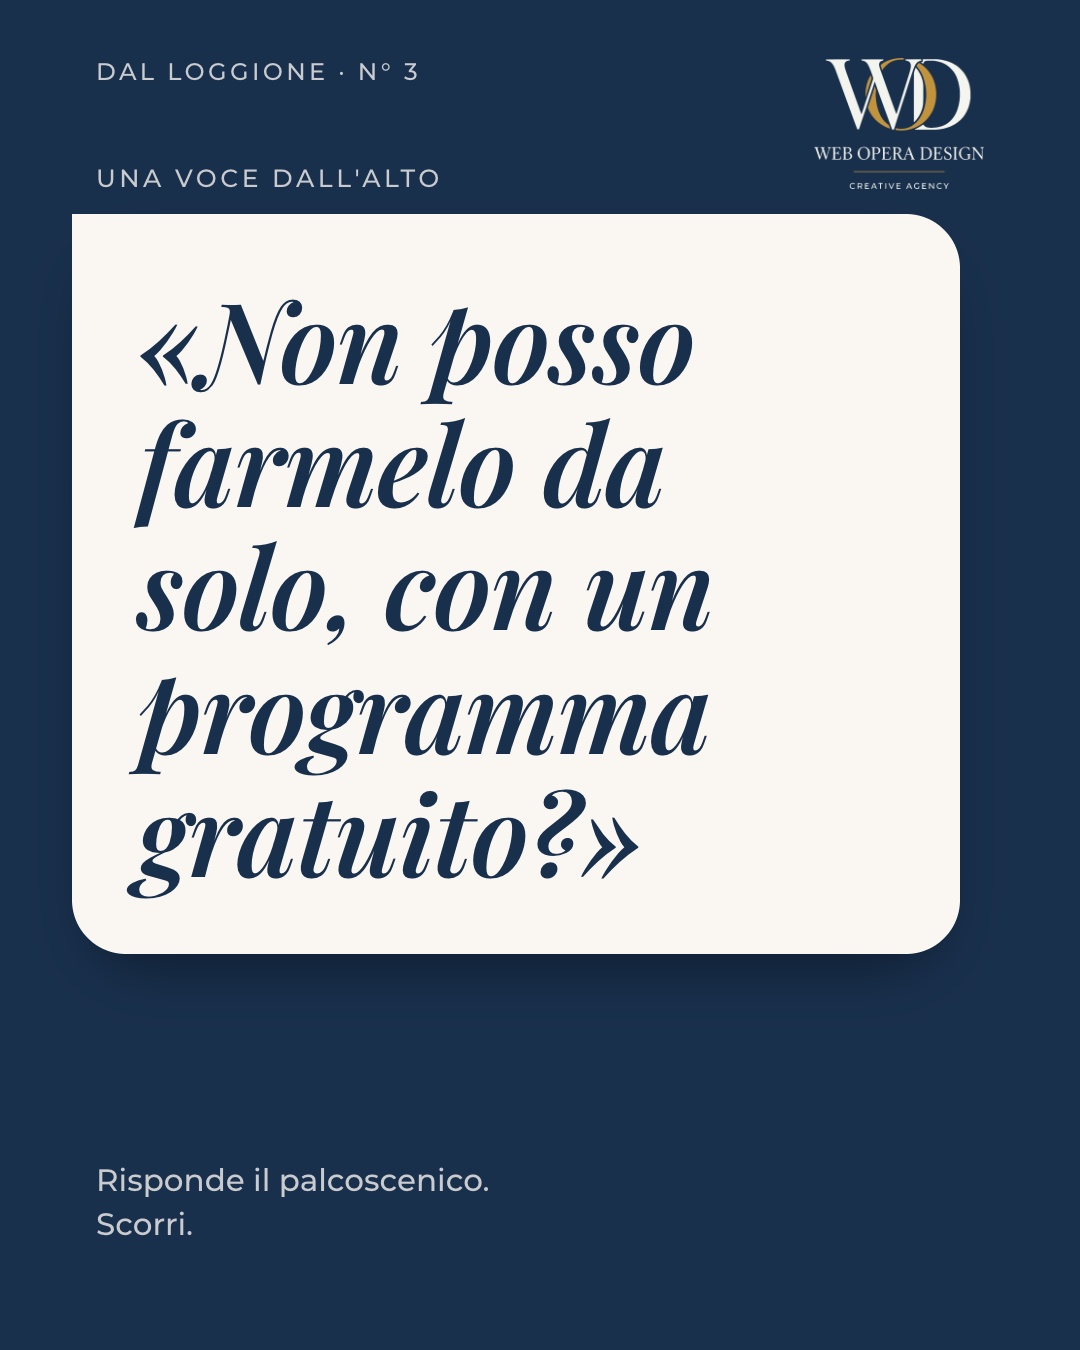 DAL LOGGIONE · N° 3
WOD
WEB OPERA DESIGN
CREATIVE AGENCY
UNA VOCE DALL'ALTO
«Non posso
farmelo da
solo, con un
programma
gratuito?»
Risponde il palcoscenico.
Scorri.